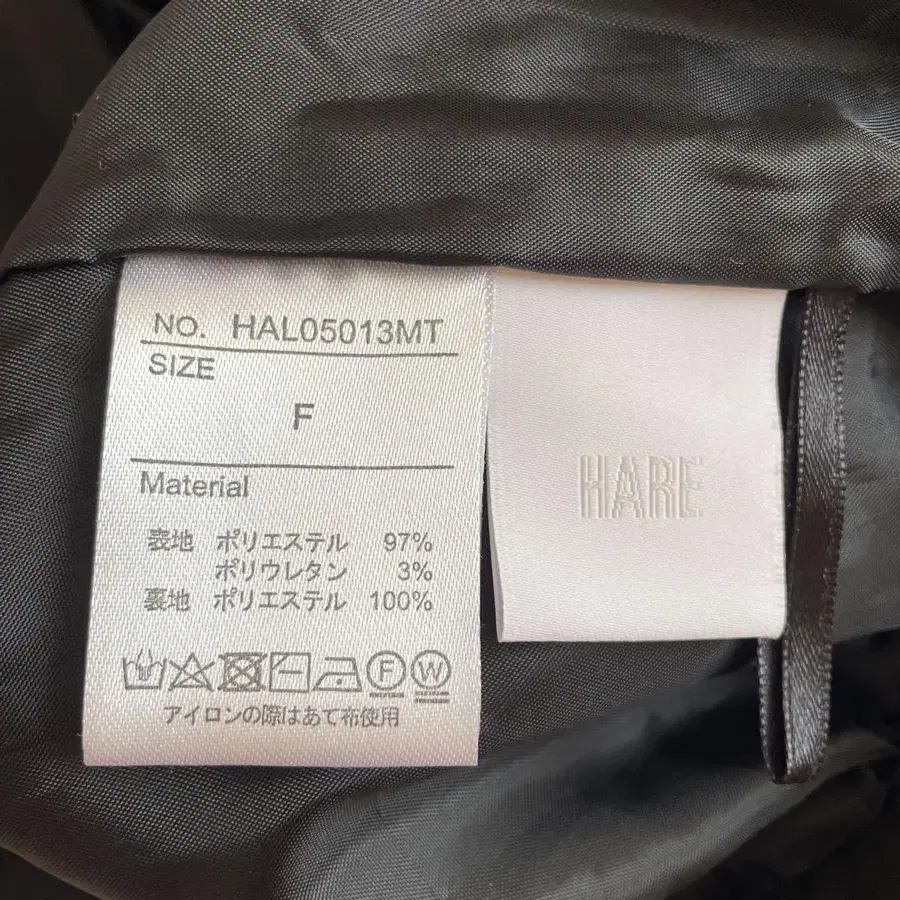 NO. HAL05013MT
SIZE
F
Material
表地 ポリエステル 97%
ポリウレタン 3%
裏地 ポリエステル 100%
F W
アイロンの際はあて布使用
HARE